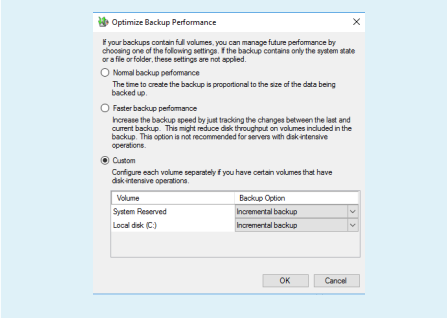 Optimize Backup Performance
If your backups contain full volumes, you can manage future performance by
choosing one of the following settings. If the backup contains only the system state
or a file or folder, these settings are not applied.
Normal backup performance
The time to create the backup is proportional to the size of the data being
backed up.
Faster backup performance
Increase the backup speed by just tracking the changes between the last and
current backup. This might reduce disk throughput on volumes included in the
backup. This option is not recommended for servers with disk-intensive
operations.
Custom
Configure each volume separately if you have certain volumes that have
disk-intensive operations.
Volume Backup Option
System Reserved Incremental backup
Local disk (C:) Incremental backup
OK Cancel